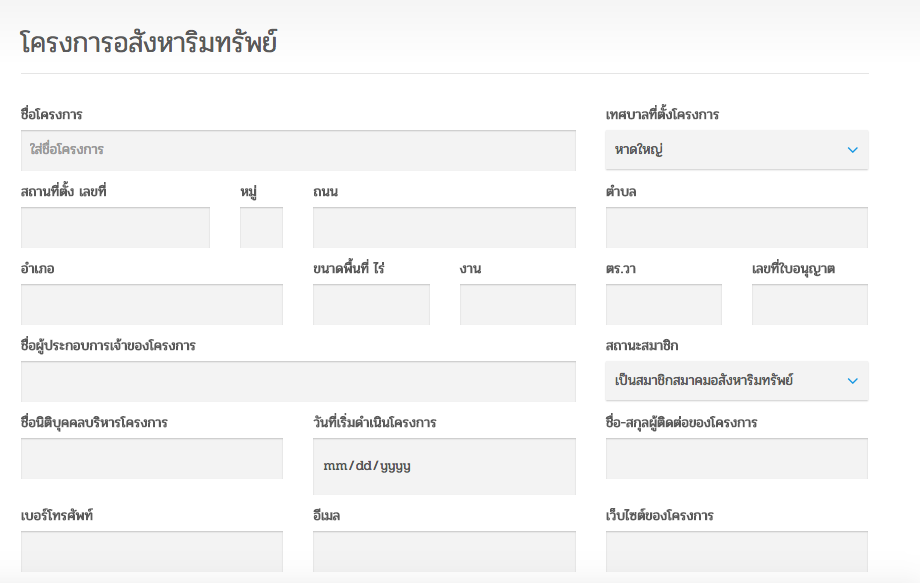 โครงการอสังหาริมทรัพย์
ชื่อโครงการ เทศบาลที่ตั้งโครงการ
ใส่ชื่อโครงการ หาดใหญ่
สถานที่ตั้ง เลขที่ หมู่ ถนน ตำบล
อำเภอ ขนาดพื้นที่ ไร่ งาน ตร.วา เลขที่ใบอนุญาต
ชื่อผู้ประกอบการเจ้าของโครงการ สถานะสมาชิก
เป็นสมาชิกสมาคมอสังหาริมทรัพย์
ชื่อนิติบุคคลบริหารโครงการ วันที่เริ่มดำเนินโครงการ ชื่อ-สกุลผู้ติดต่อของโครงการ
mm/dd/yyyy
เบอร์โทรศัพท์ อีเมล เว็บไซต์ของโครงการ